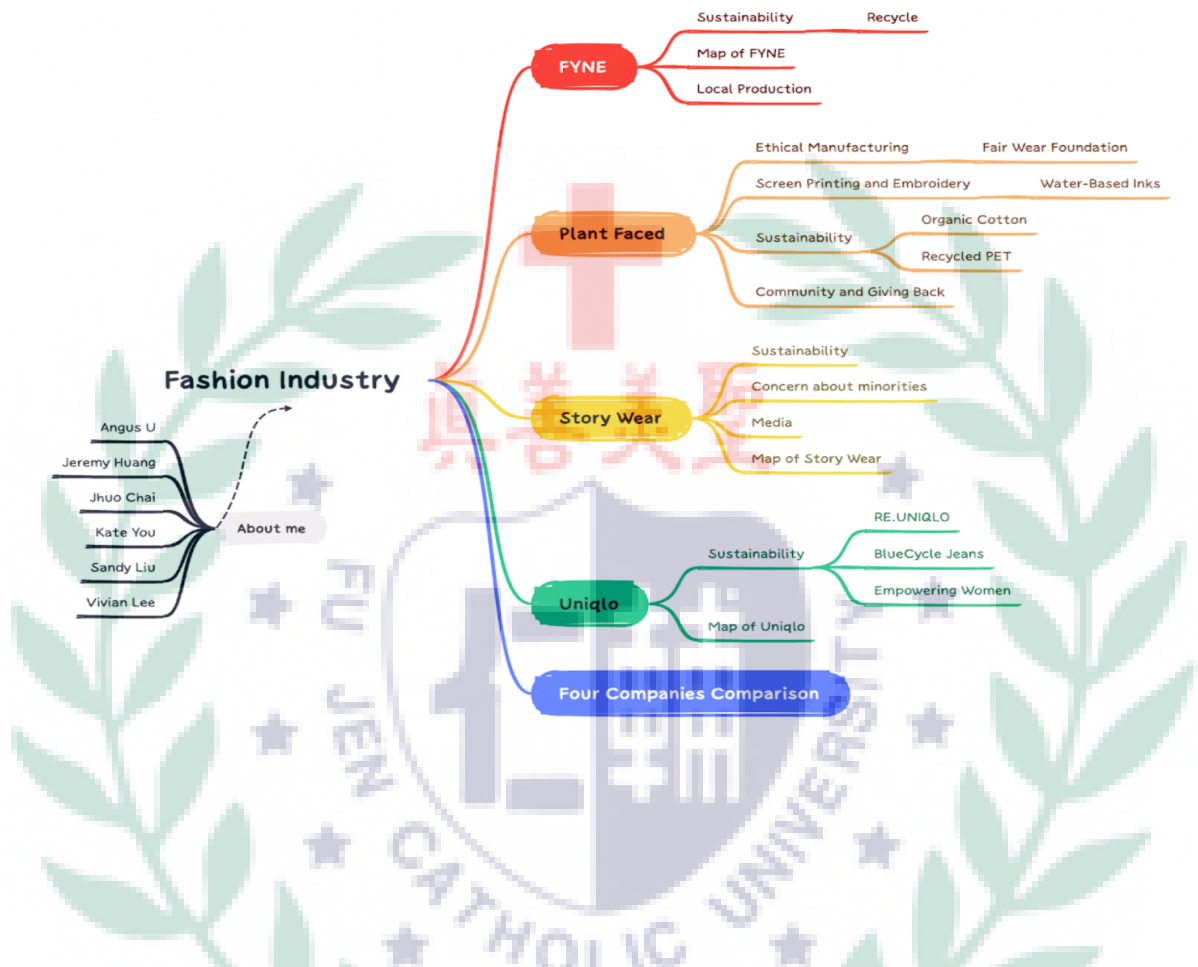 Fashion Industry
FYNE
Sustainability
Recycle
Map of FYNE
Local Production
Plant Faced
Ethical Manufacturing
Fair Wear Foundation
Screen Printing and Embroidery
Water-Based Inks
Sustainability
Organic Cotton
Recycled PET
Community and Giving Back
Story Wear
Sustainability
Concern about minorities
Media
Map of Story Wear
Uniqlo
Sustainability
RE.UNIQLO
BlueCycle Jeans
Empowering Women
Map of Uniqlo
Four Companies Comparison
About me
Angus U
Jeremy Huang
Jhuo Chai
Kate You
Sandy Liu
Vivian Lee
真善美聖
FU JEN CATHOLIC UNIVERSITY